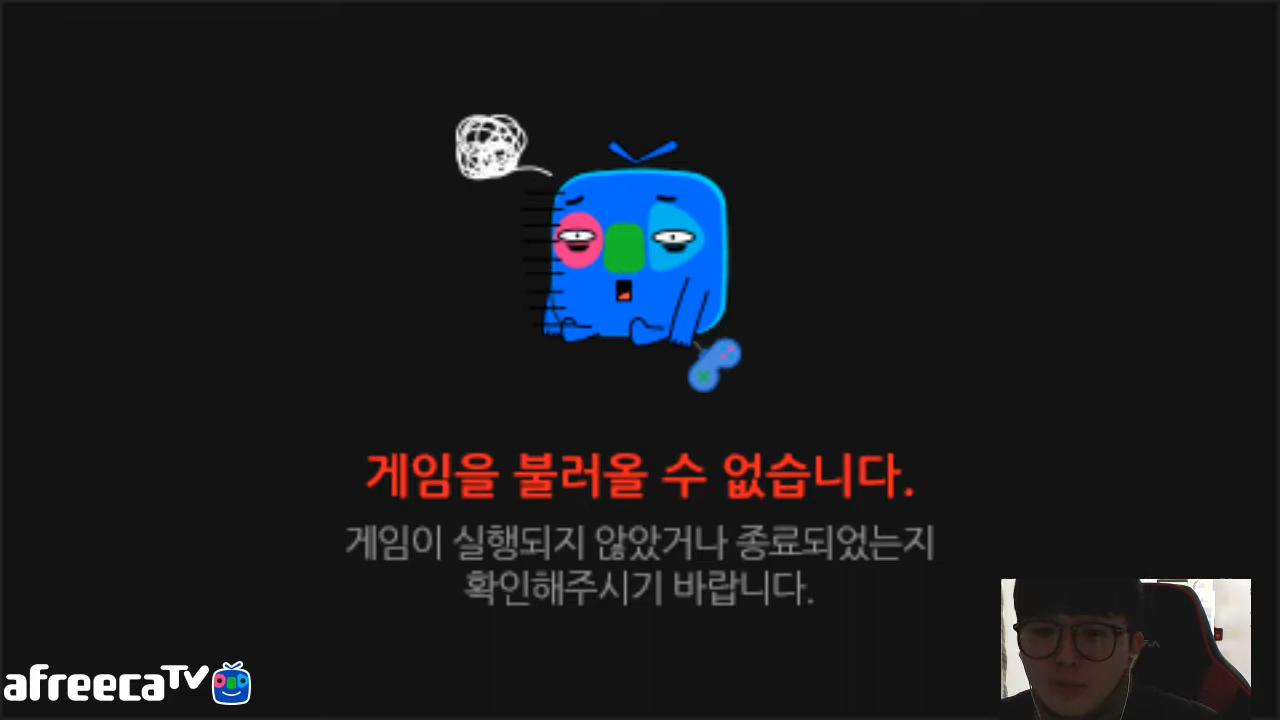 게임을 불러올 수 없습니다.
게임이 실행되지 않았거나 종료되었는지
확인해주시기 바랍니다.
afreecaTV